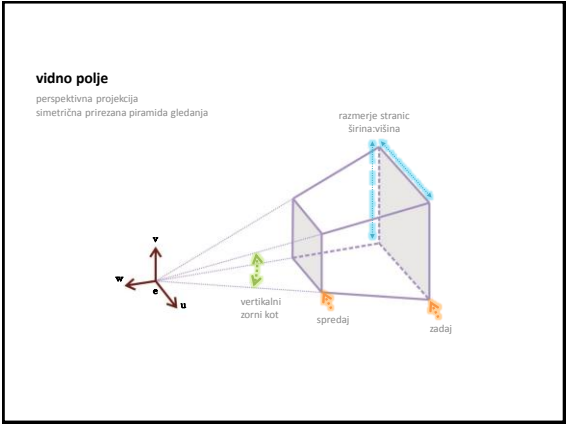 vidno polje
perspektivna projekcija
simetrična prirezana piramida gledanja
razmerje stranic
širina:višina
v
w
e
u
vertikalni
zorni kot
spredaj
zadaj